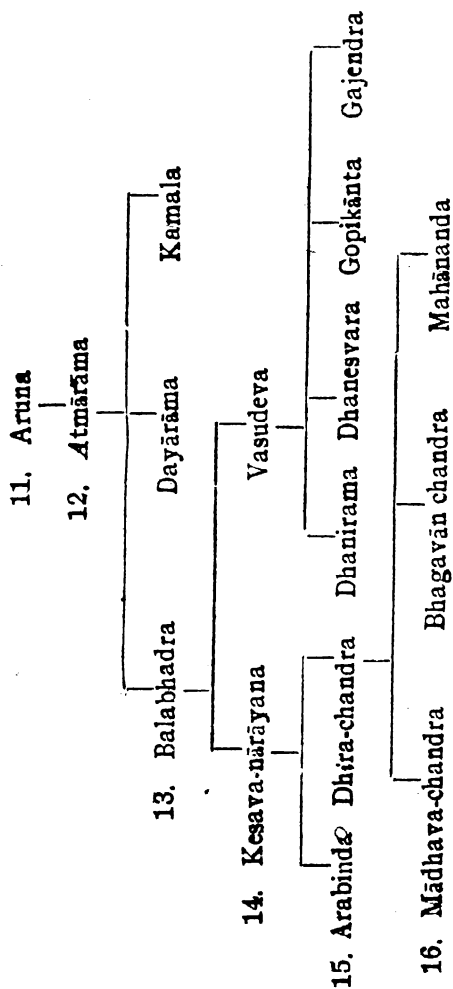 11. Aruna
12. Atmārāma
Dayārāma Kamala
13. Balabhadra
14. Kesava-nārāyana Vasudeva
15. Arabinda Dhira-chandra Dhanirama Dhanesvara Gopikānta Gajendra
16. Mādhava-chandra Bhagavān chandra Mahānanda